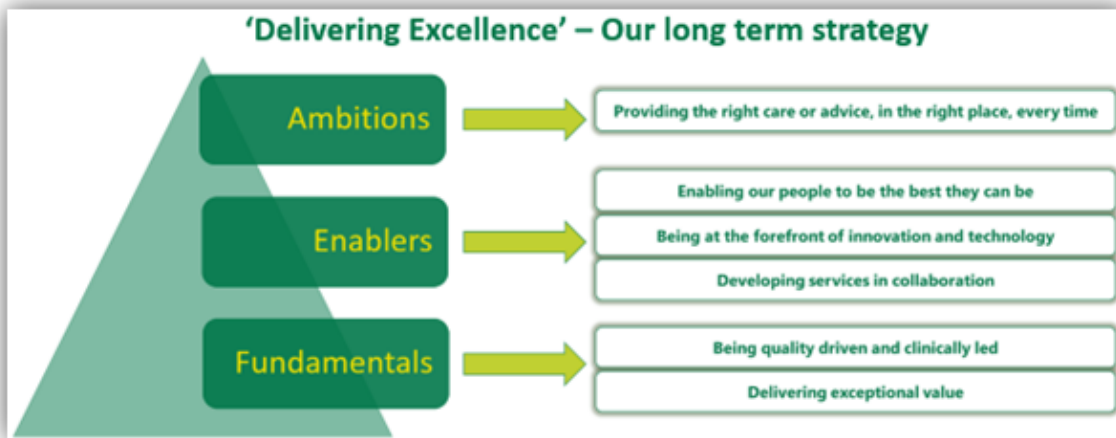 ‘Delivering Excellence’ – Our long term strategy
Ambitions
Providing the right care or advice, in the right place, every time
Enablers
Enabling our people to be the best they can be
Being at the forefront of innovation and technology
Developing services in collaboration
Fundamentals
Being quality driven and clinically led
Delivering exceptional value